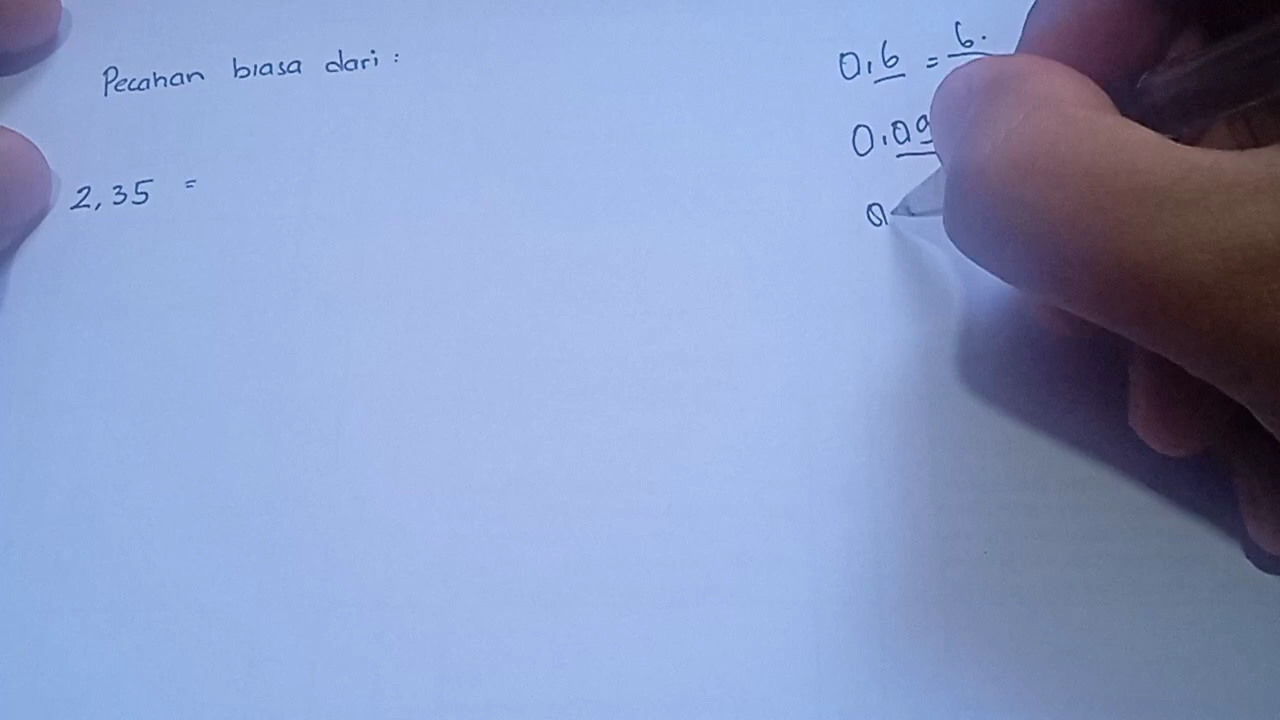 Pecahan biasa dari :
2,35 =
0,6 = 6.
0.09
0